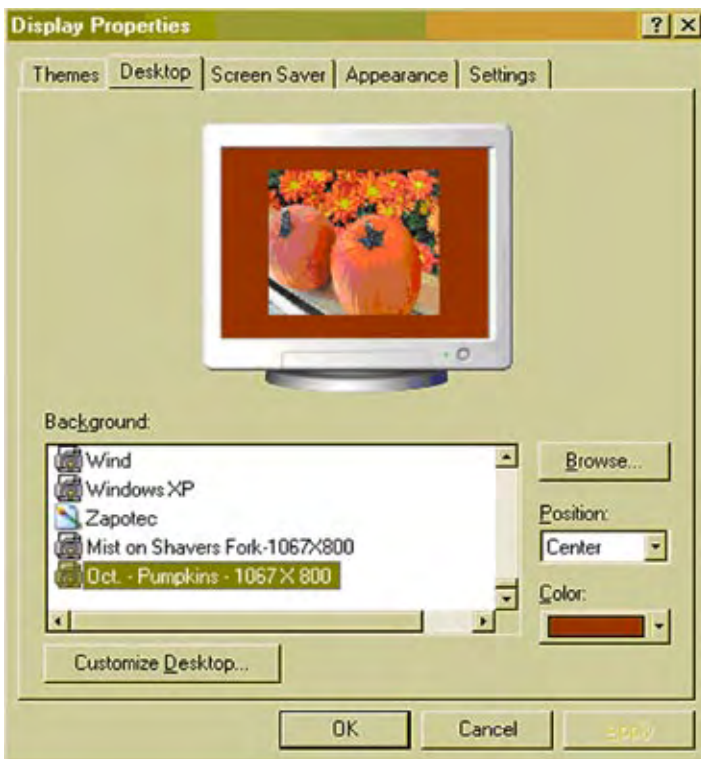 Display Properties
? X
Themes Desktop Screen Saver Appearance Settings
Background:
Wind
Windows XP
Zapotec
Mist on Shavers Fork-1067X800
Oct. - Pumpkins - 1067 X 800
Browse...
Position:
Center
Color:
Customize Desktop...
OK Cancel Apply